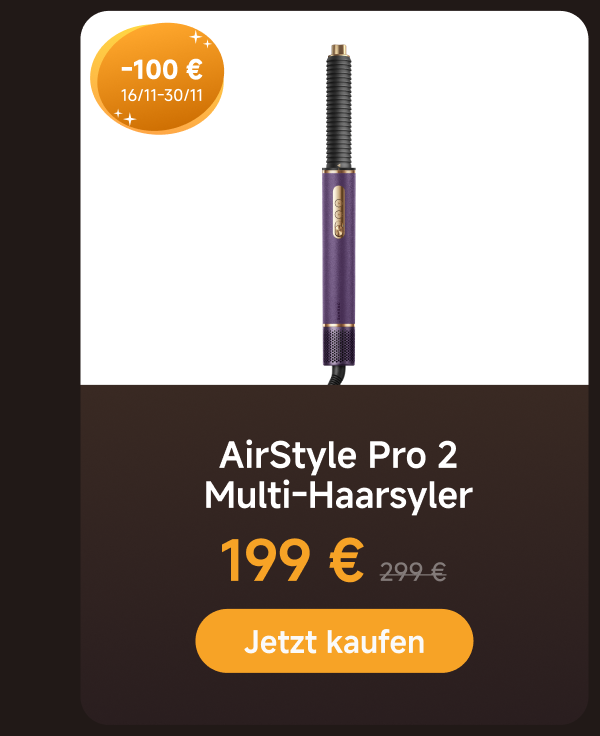 -100 €
16/11-30/11
AirStyle Pro 2
Multi-Haarsyler
199 € 299 €
Jetzt kaufen